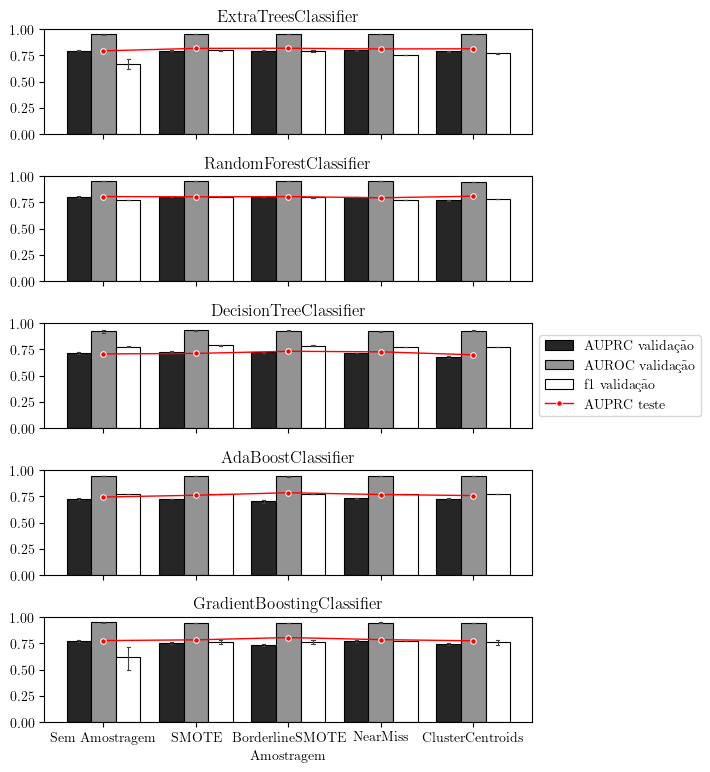 ExtraTreesClassifier
1.00
0.75
0.50
0.25
0.00
RandomForestClassifier
1.00
0.75
0.50
0.25
0.00
DecisionTreeClassifier
1.00
0.75
0.50
0.25
0.00
AUPRC validação
AUROC validação
f1 validação
AUPRC teste
AdaBoostClassifier
1.00
0.75
0.50
0.25
0.00
GradientBoostingClassifier
1.00
0.75
0.50
0.25
0.00
Sem Amostragem SMOTE BorderlineSMOTE NearMiss ClusterCentroids
Amostragem